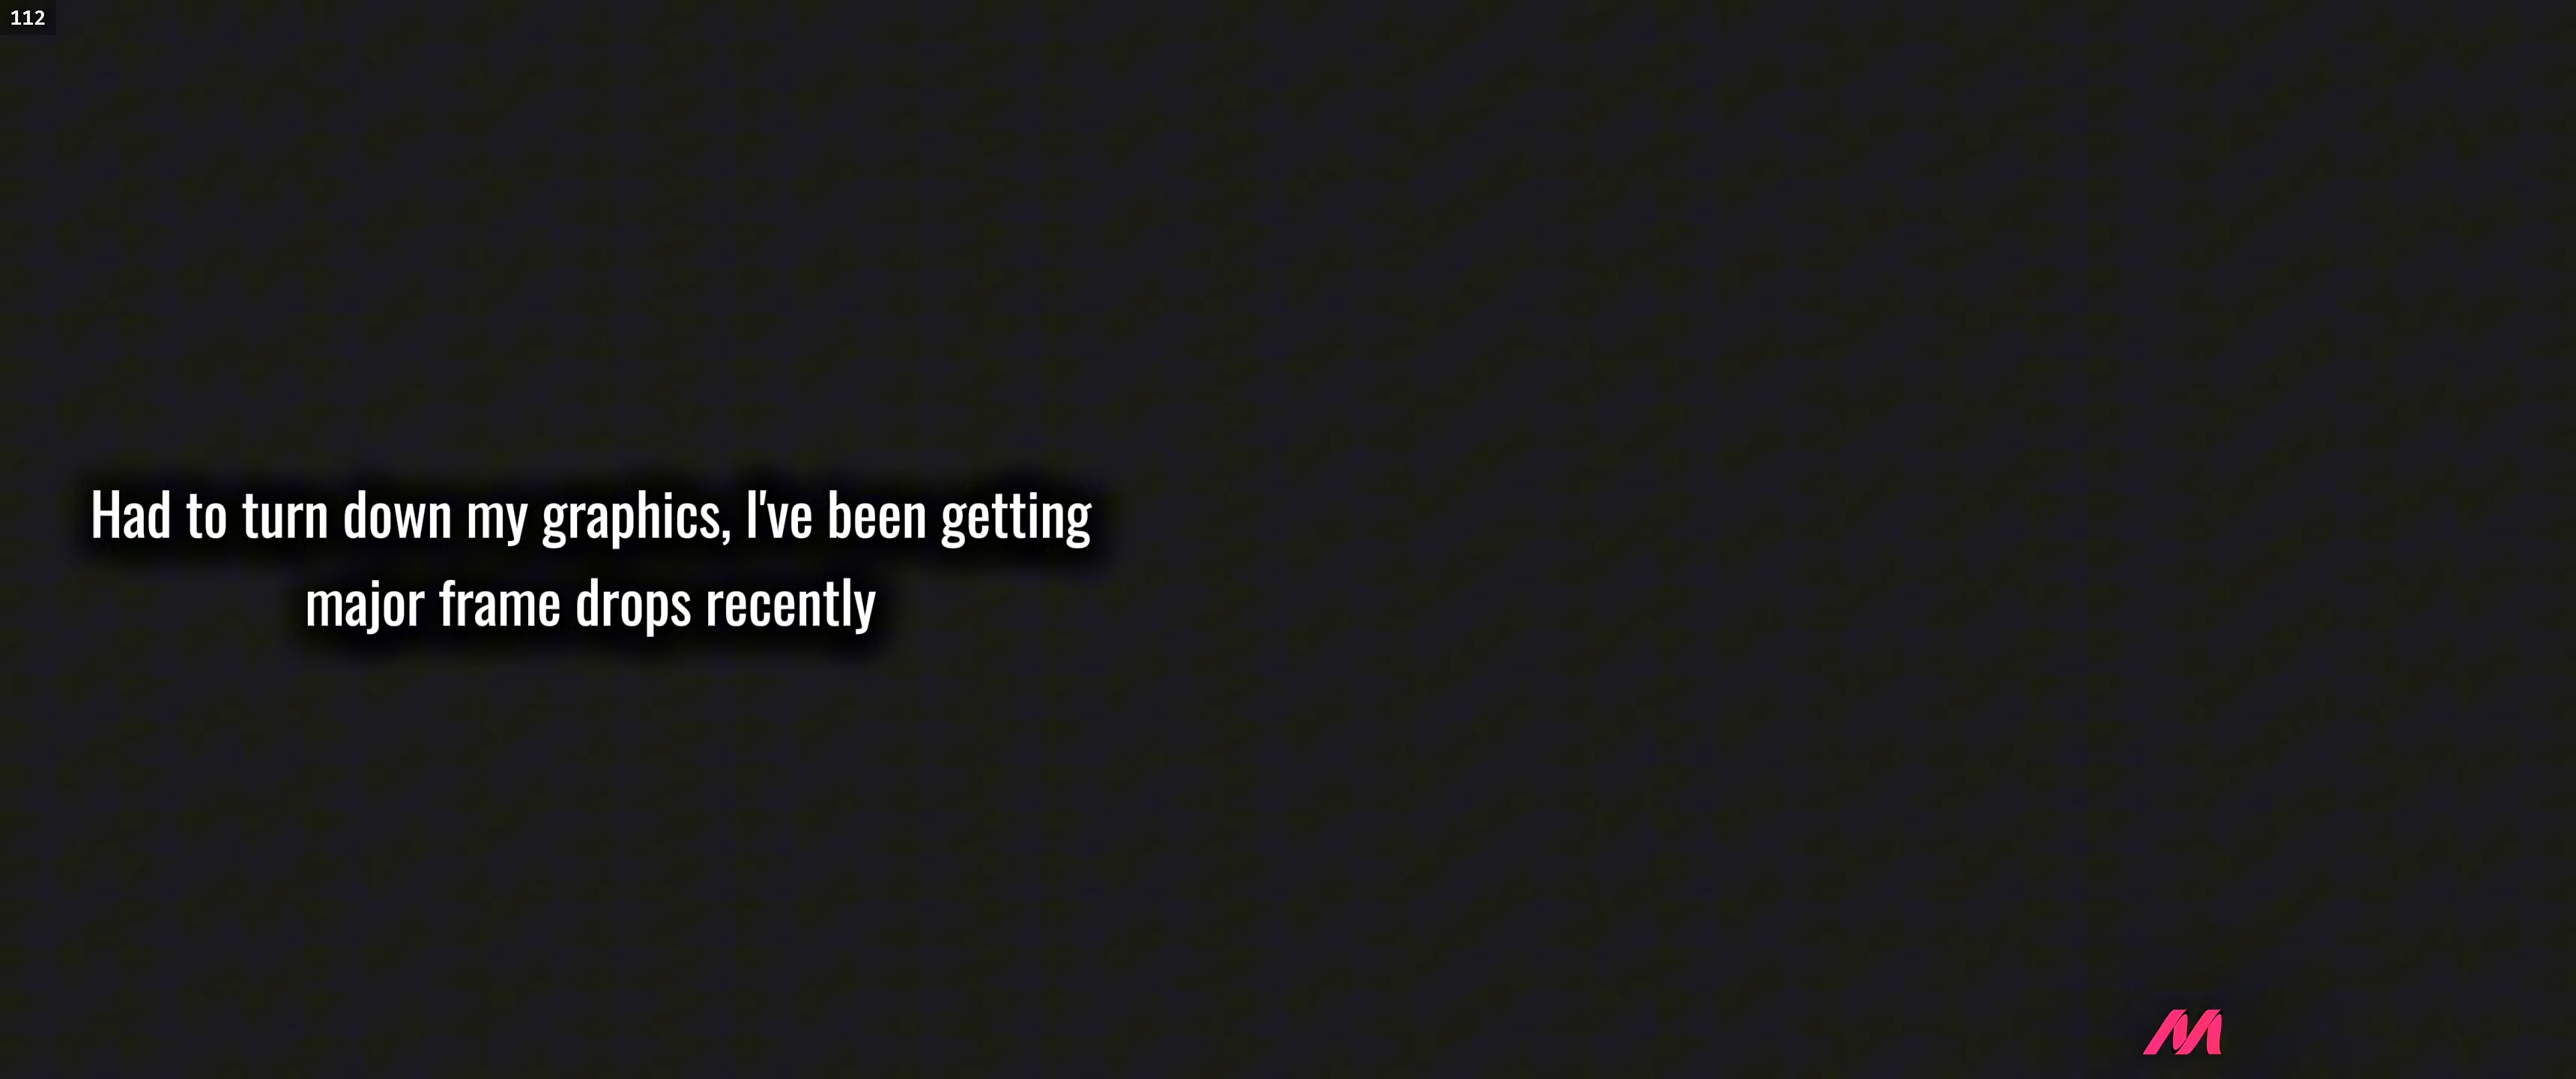 112
Had to turn down my graphics, I've been getting
major frame drops recently
M